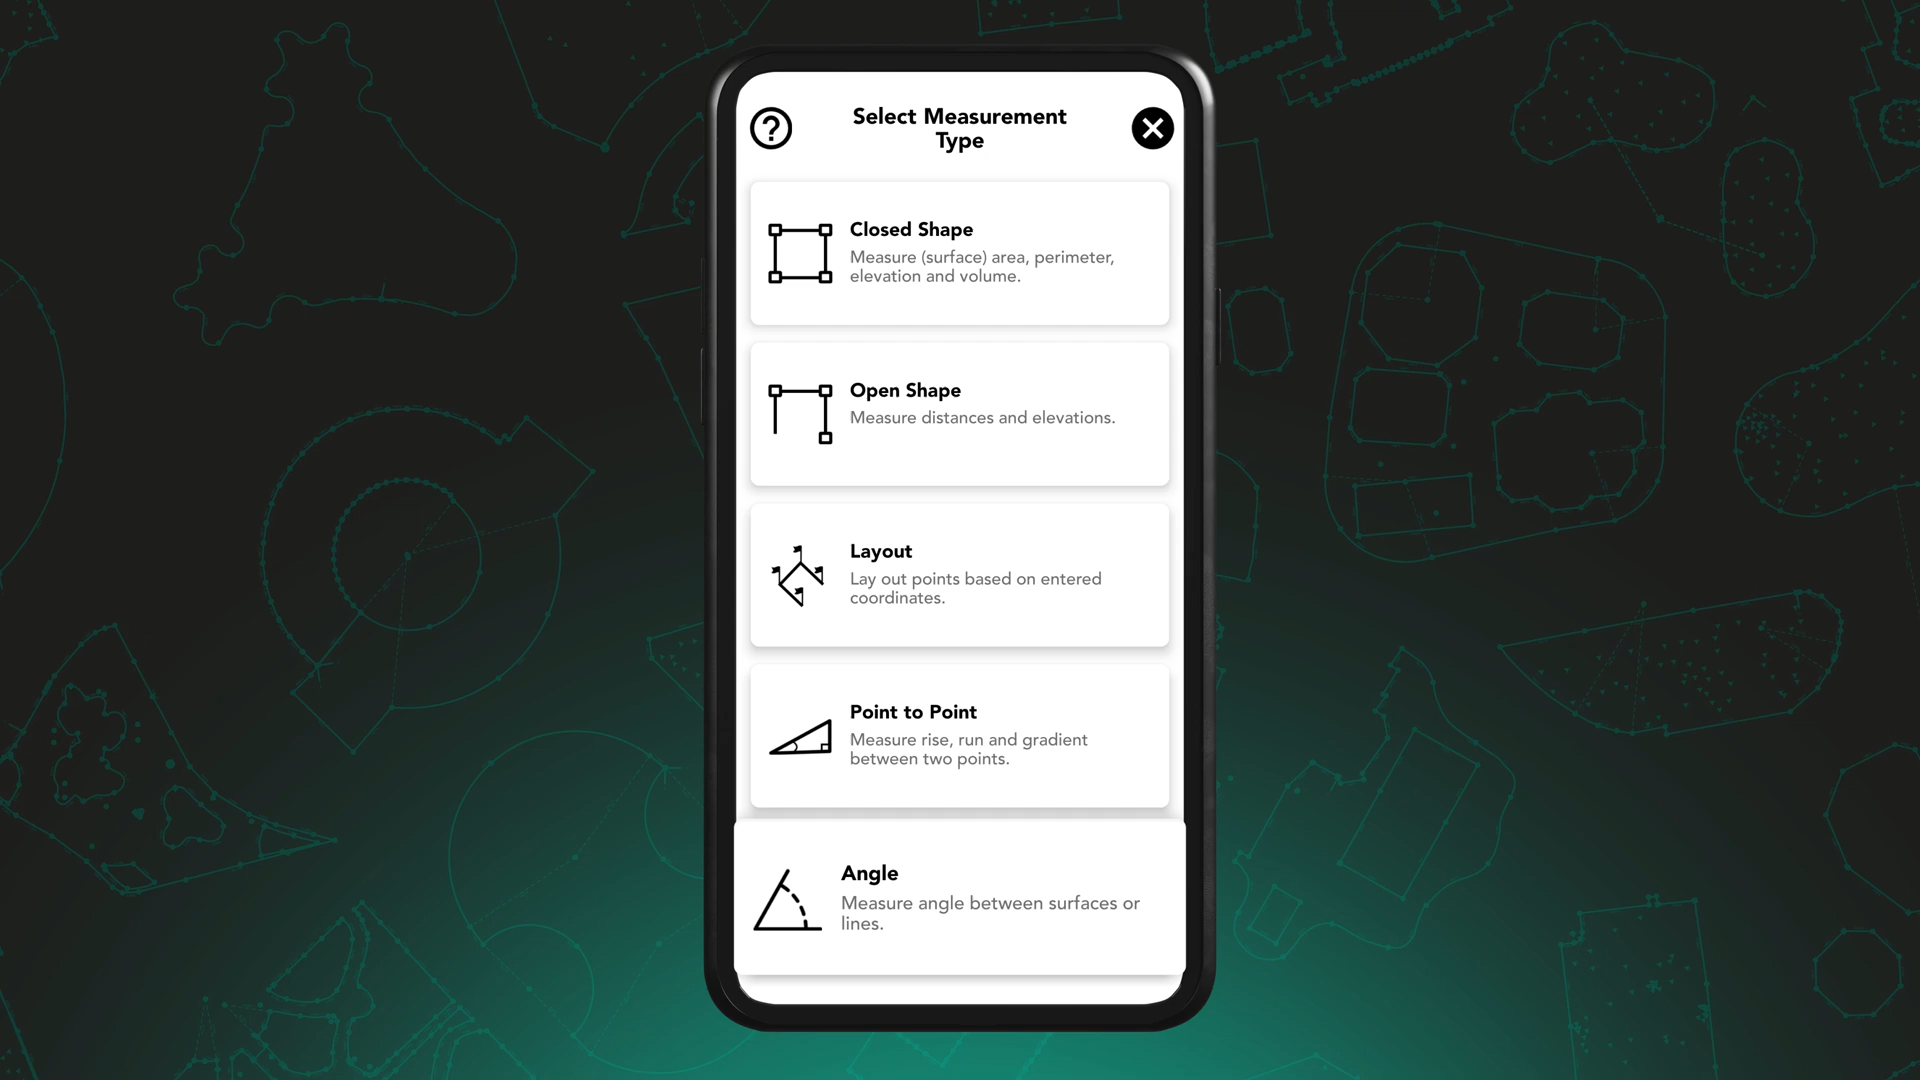 Select Measurement
Type
Closed Shape
Measure (surface) area, perimeter,
elevation and volume.
Open Shape
Measure distances and elevations.
Layout
Lay out points based on entered
coordinates.
Point to Point
Measure rise, run and gradient
between two points.
Angle
Measure angle between surfaces or
lines.